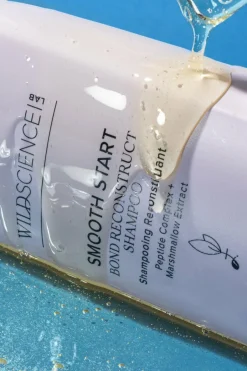 WILDSCIENCE LAB
SMOOTH START
BOND RECONSTRUCT
SHAMPOO
Shampooing Reconstituant
Peptide Complex +
Marshmallow Extract